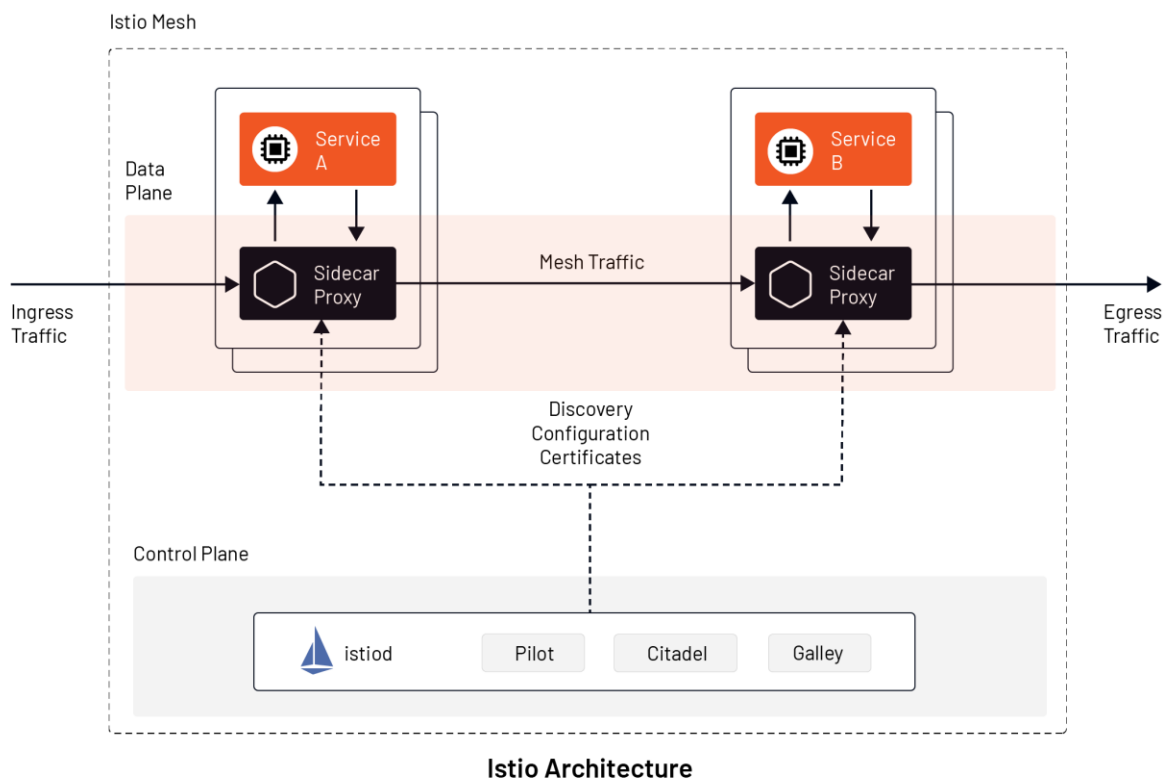 Istio Mesh
Service
A
Service
B
Data
Plane
Sidecar
Proxy
Mesh Traffic
Sidecar
Proxy
Ingress
Traffic
Egress
Traffic
Discovery
Configuration
Certificates
Control Plane
istiod
Pilot
Citadel
Galley
Istio Architecture